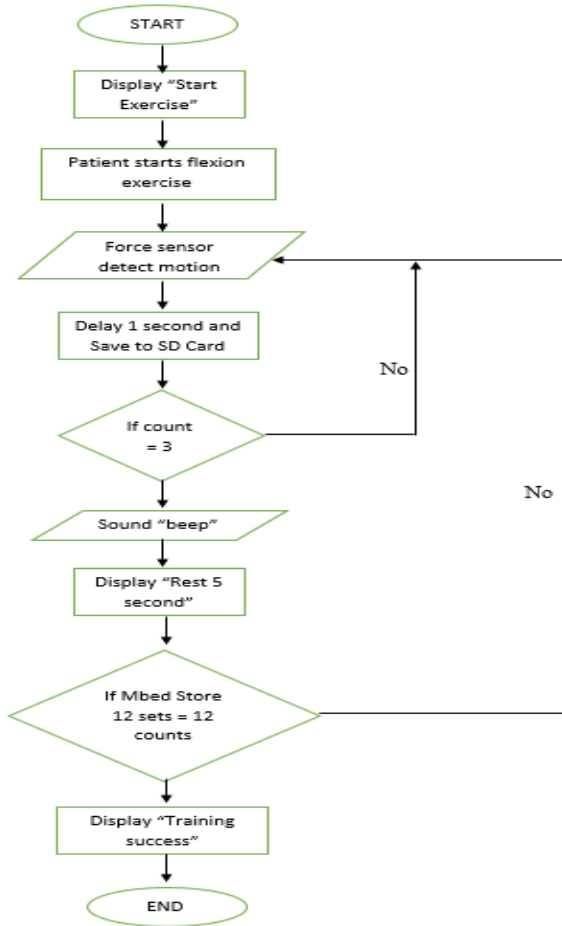 START
Display “Start
Exercise”
Patient starts flexion
exercise
Force sensor
detect motion
Delay 1 second and
Save to SD Card
No
If count
= 3
No
Sound “beep”
Display “Rest 5
second”
If Mbed Store
12 sets = 12
counts
Display “Training
success”
END